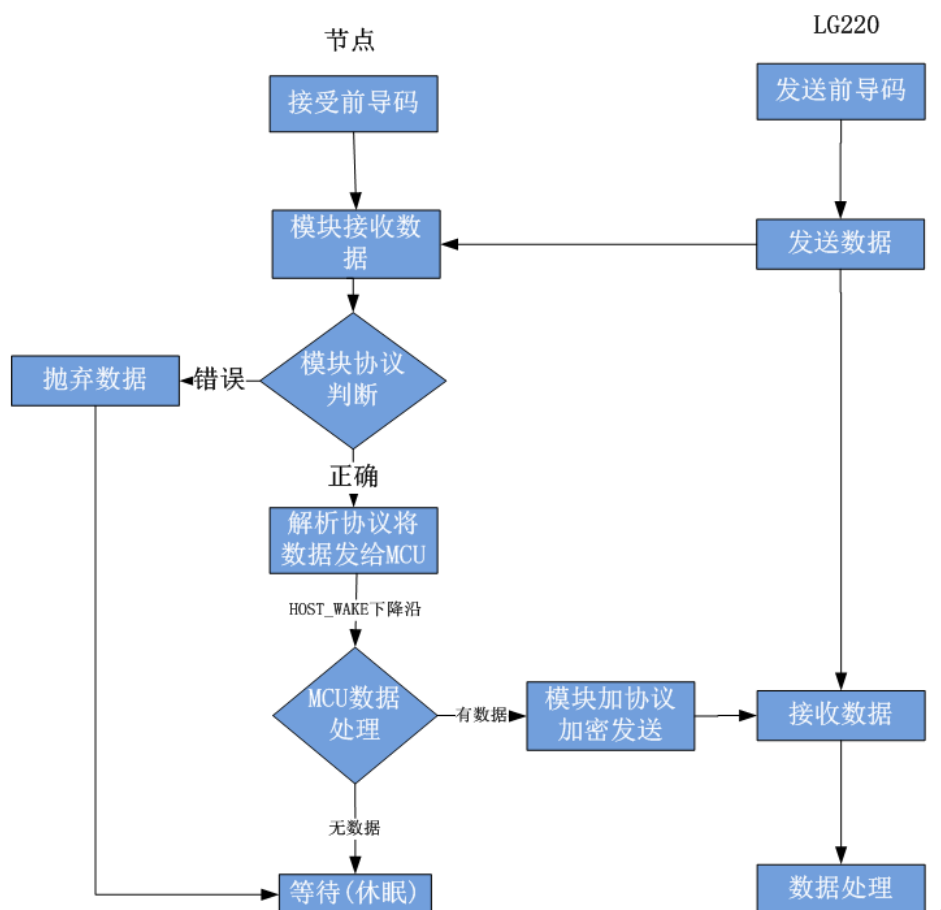 节点
LG220
接受前导码
发送前导码
模块接收数
据
发送数据
模块协议
判断
错误
抛弃数据
正确
解析协议将
数据发给MCU
HOST_WAKE下降沿
MCU数据
处理
有数据
模块加协议
加密发送
接收数据
无数据
等待(休眠)
数据处理